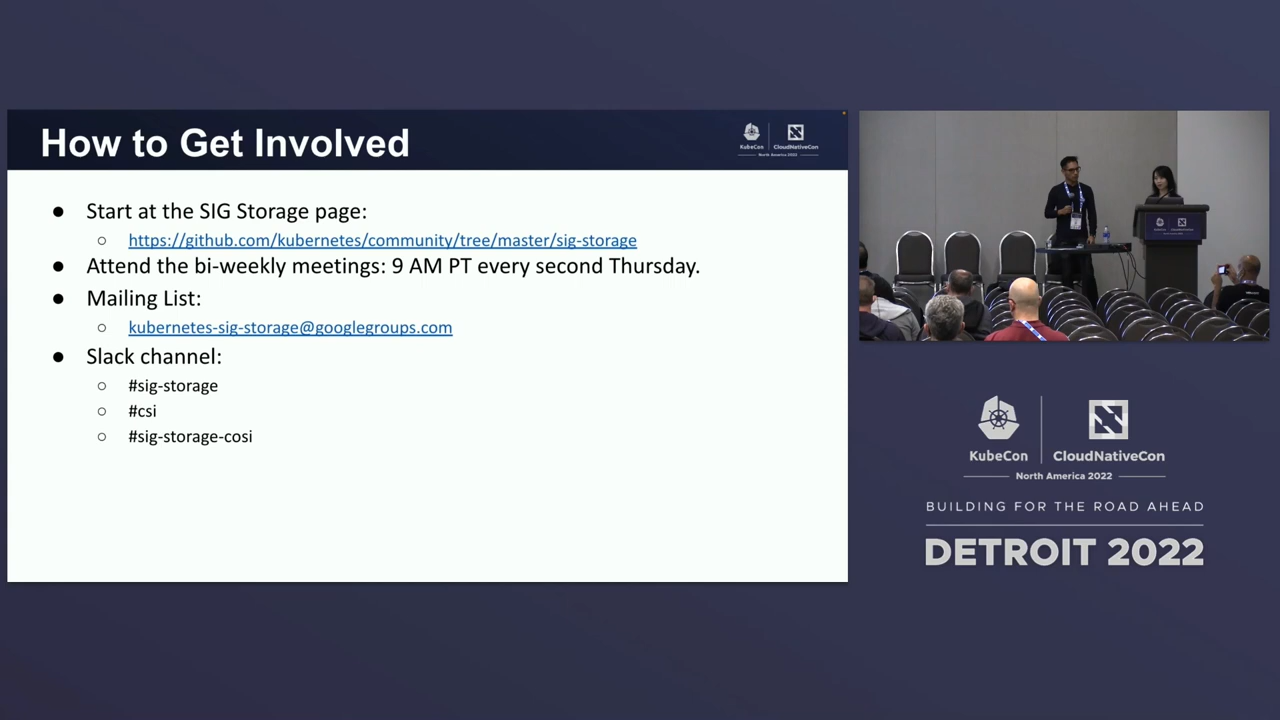 How to Get Involved
KubeCon
CloudNativeCon
North America 2022
● Start at the SIG Storage page:
○ https://github.com/kubernetes/community/tree/master/sig-storage
● Attend the bi-weekly meetings: 9 AM PT every second Thursday.
● Mailing List:
○ kubernetes-sig-storage@googlegroups.com
● Slack channel:
○ #sig-storage
○ #csi
○ #sig-storage-cosi
KubeCon
CloudNativeCon
North America 2022
BUILDING FOR THE ROAD AHEAD
DETROIT 2022